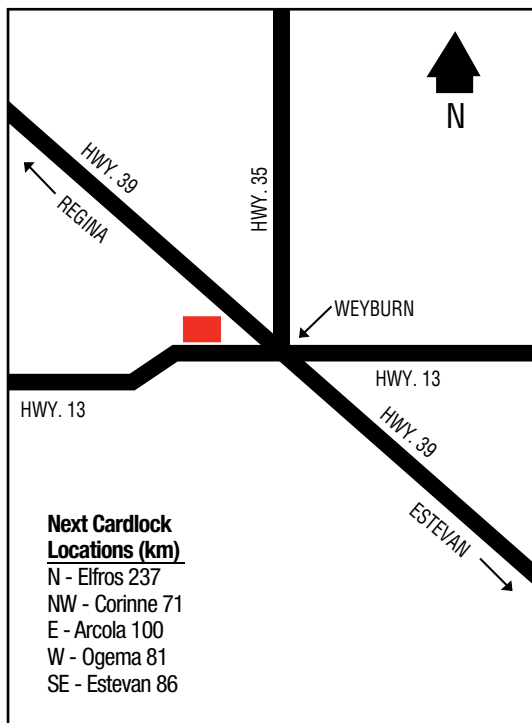 N
HWY. 39
HWY. 35
REGINA
WEYBURN
HWY. 13
HWY. 13
HWY. 39
ESTEVAN
Next Cardlock
Locations (km)
N - Elfros 237
NW - Corinne 71
E - Arcola 100
W - Ogema 81
SE - Estevan 86